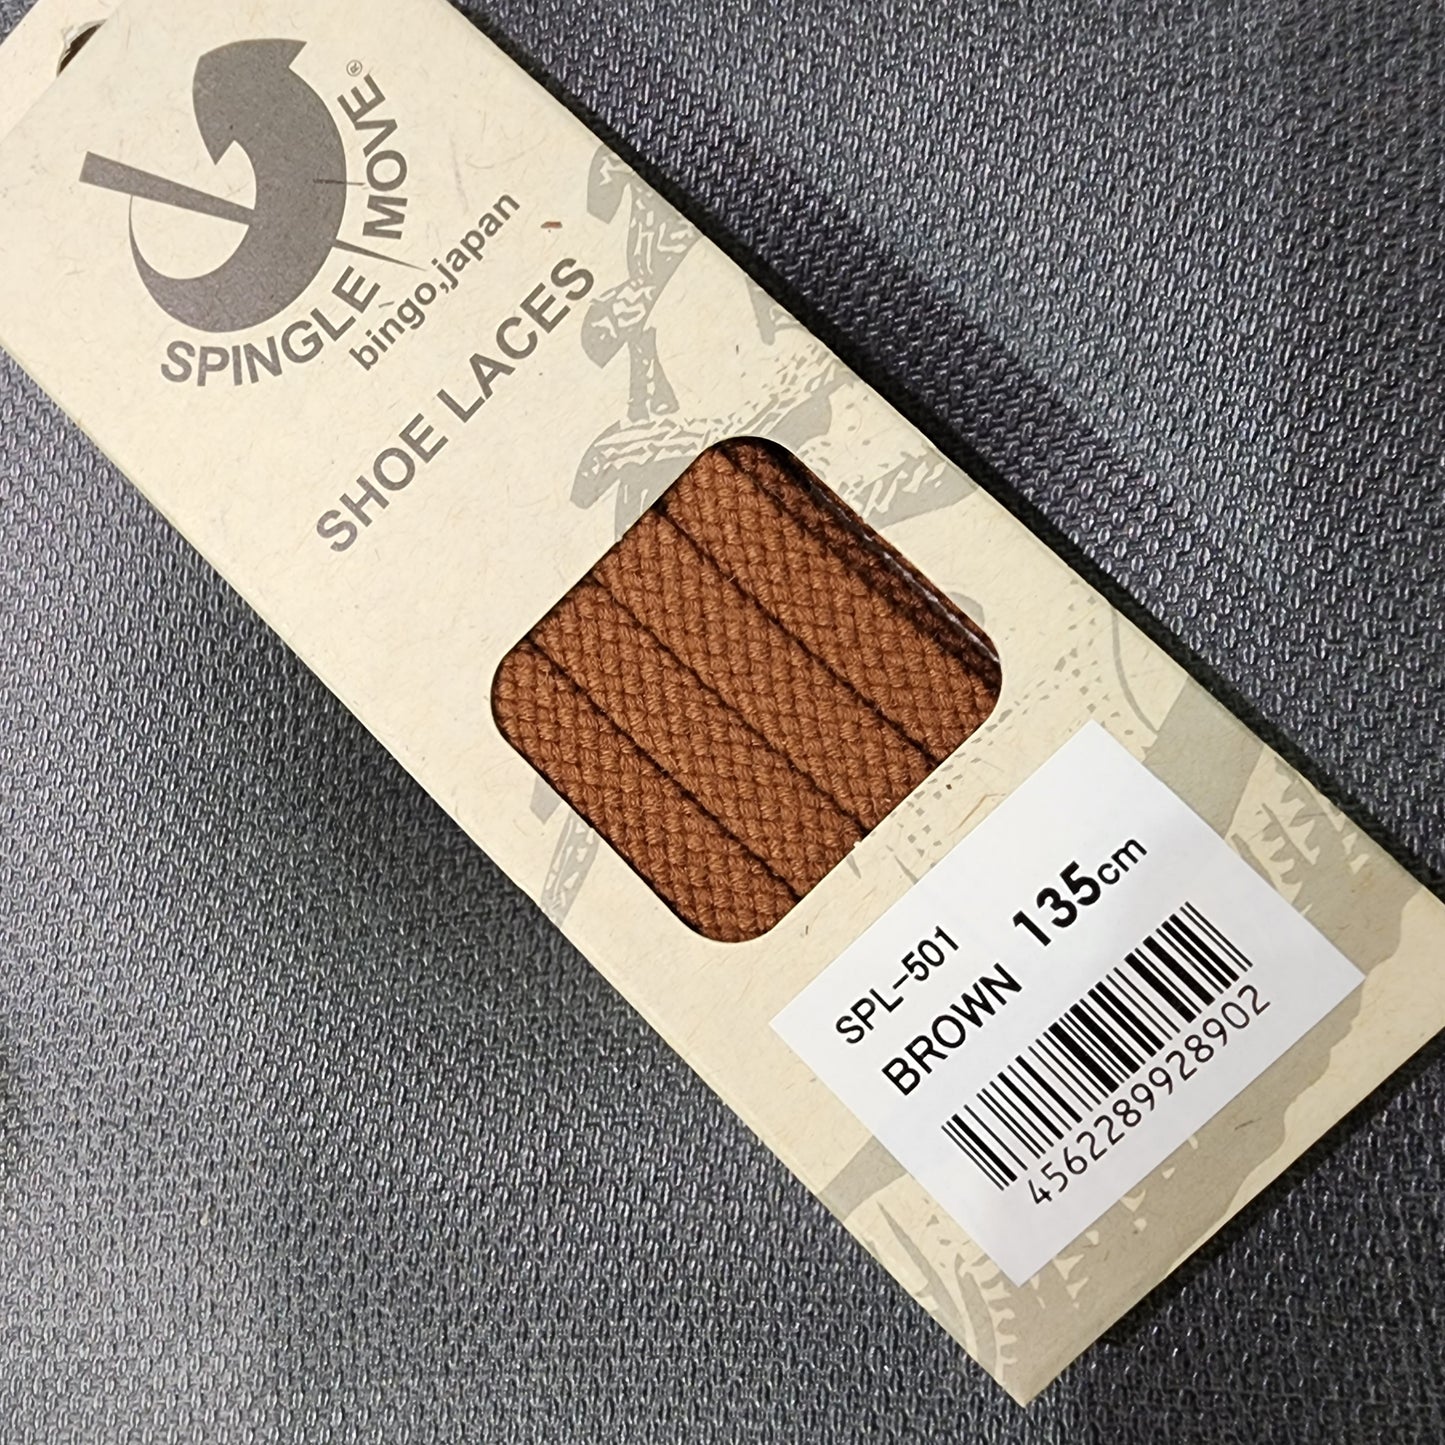 SPINGLE MOVE®
bingo,japan
SHOE LACES
SPL-501
BROWN 135cm
4562289928902